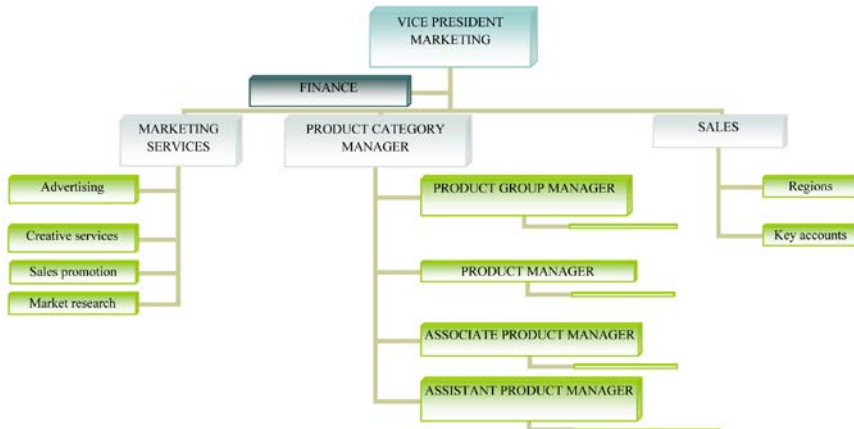 VICE PRESIDENT
MARKETING
FINANCE
MARKETING
SERVICES
PRODUCT CATEGORY
MANAGER
SALES
Advertising
Creative services
Sales promotion
Market research
PRODUCT GROUP MANAGER
PRODUCT MANAGER
ASSOCIATE PRODUCT MANAGER
ASSISTANT PRODUCT MANAGER
Regions
Key accounts